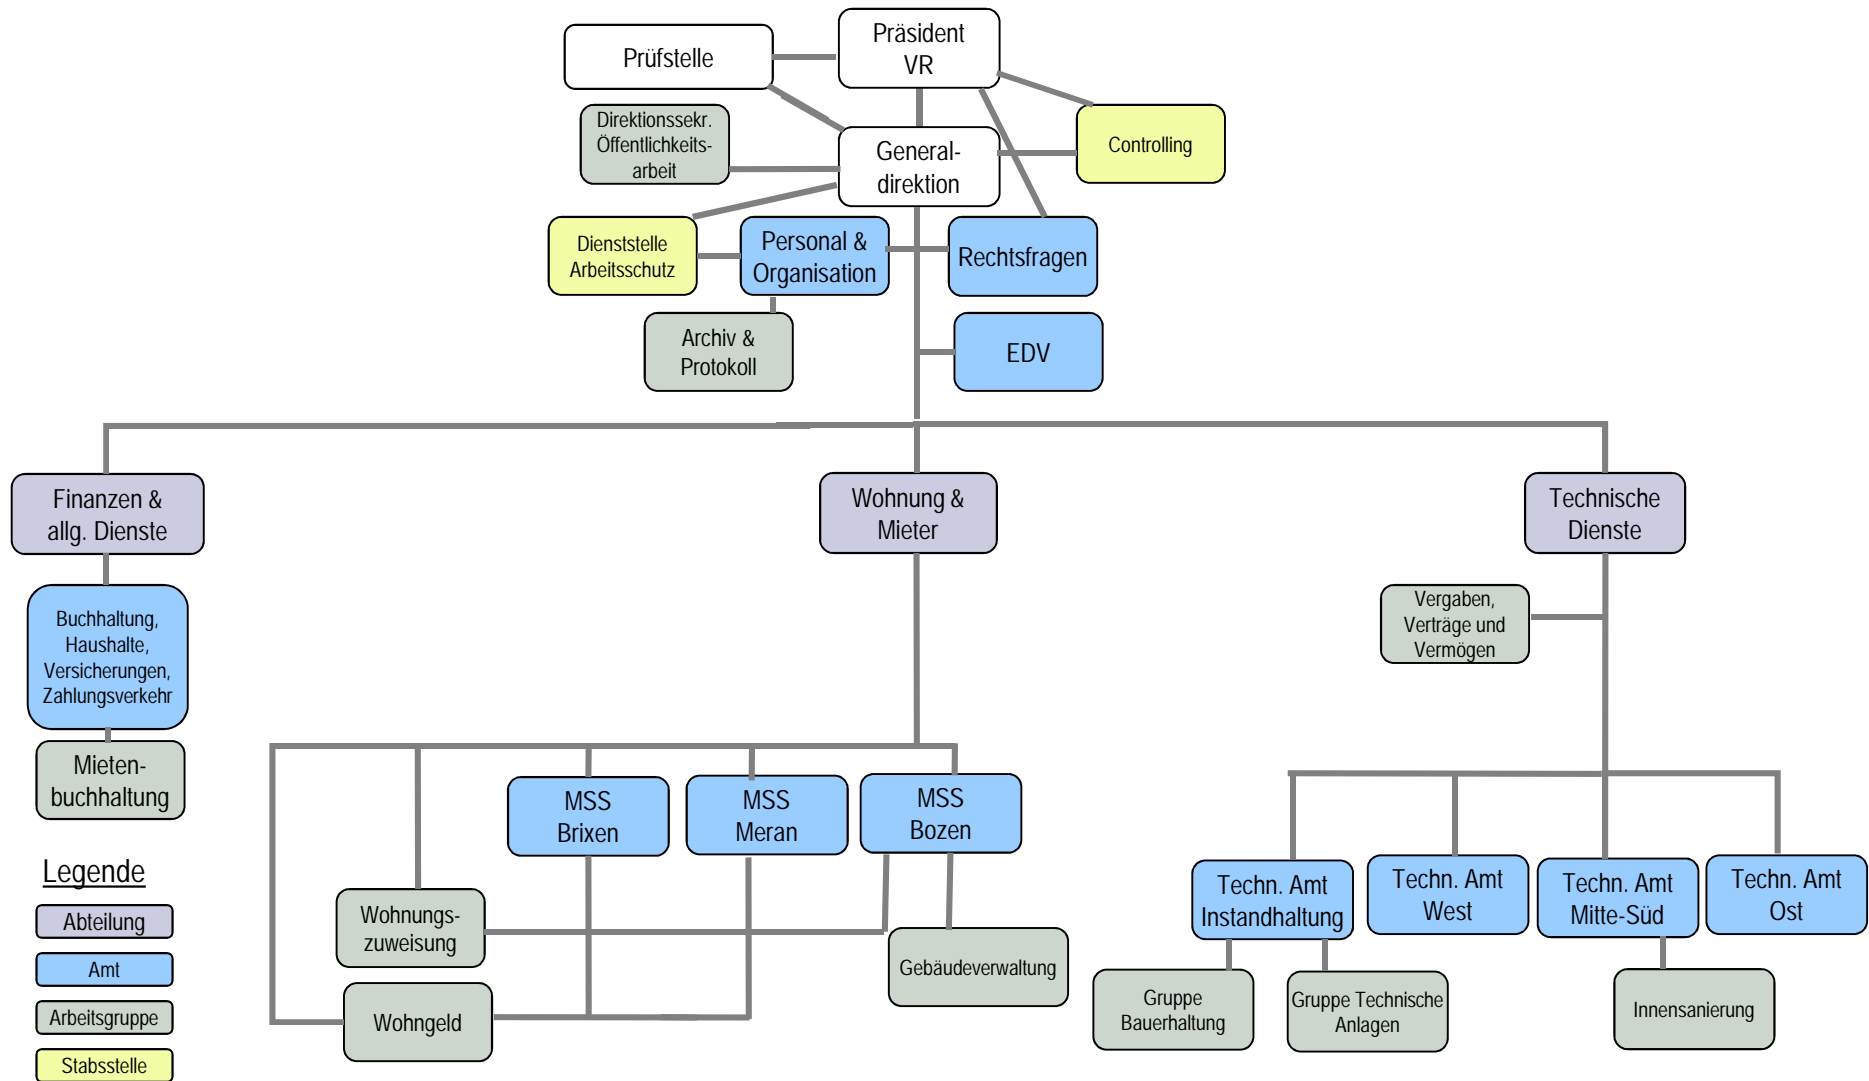 Präsident
VR
Prüfstelle
Direktionssekr.
Öffentlichkeits-
arbeit
General-
direktion
Controlling
Dienststelle
Arbeitsschutz
Personal &
Organisation
Rechtsfragen
Archiv &
Protokoll
EDV
Finanzen &
allg. Dienste
Wohnung &
Mieter
Technische
Dienste
Buchhaltung,
Haushalte,
Versicherungen,
Zahlungsverkehr
Mieten-
buchhaltung
Vergaben,
Verträge und
Vermögen
MSS
Brixen
MSS
Meran
MSS
Bozen
Wohnungs-
zuweisung
Wohngeld
Gebäudeverwaltung
Techn. Amt
Instandhaltung
Techn. Amt
West
Techn. Amt
Mitte-Süd
Techn. Amt
Ost
Gruppe
Bauerhaltung
Gruppe Technische
Anlagen
Innensanierung
Legende
Abteilung
Amt
Arbeitsgruppe
Stabsstelle